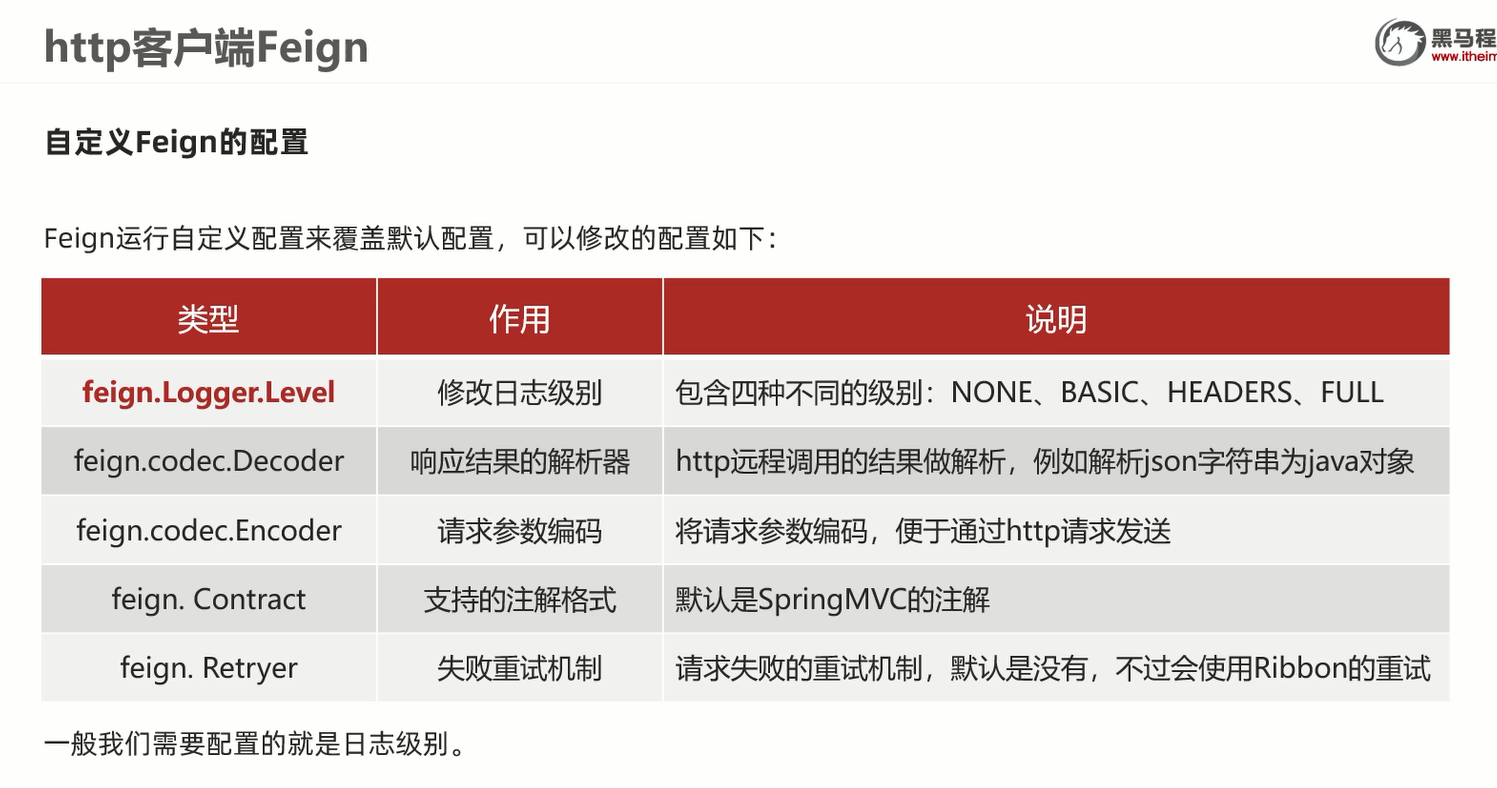 http客户端Feign
黑马程
www.itheim
自定义Feign的配置
Feign运行自定义配置来覆盖默认配置，可以修改的配置如下：
类型 作用 说明
feign.Logger.Level 修改日志级别 包含四种不同的级别：NONE、BASIC、HEADERS、FULL
feign.codec.Decoder 响应结果的解析器 http远程调用的结果做解析，例如解析json字符串为java对象
feign.codec.Encoder 请求参数编码 将请求参数编码，便于通过http请求发送
feign. Contract 支持的注解格式 默认是SpringMVC的注解
feign. Retryer 失败重试机制 请求失败的重试机制，默认是没有，不过会使用Ribbon的重试
一般我们需要配置的就是日志级别。